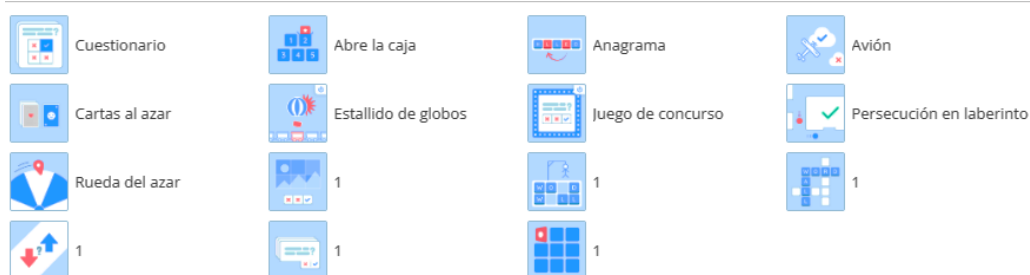 Cuestionario
Abre la caja
Anagrama
Avión
Cartas al azar
Estallido de globos
Juego de concurso
Persecución en laberinto
Rueda del azar
1
1
1
1
1
1